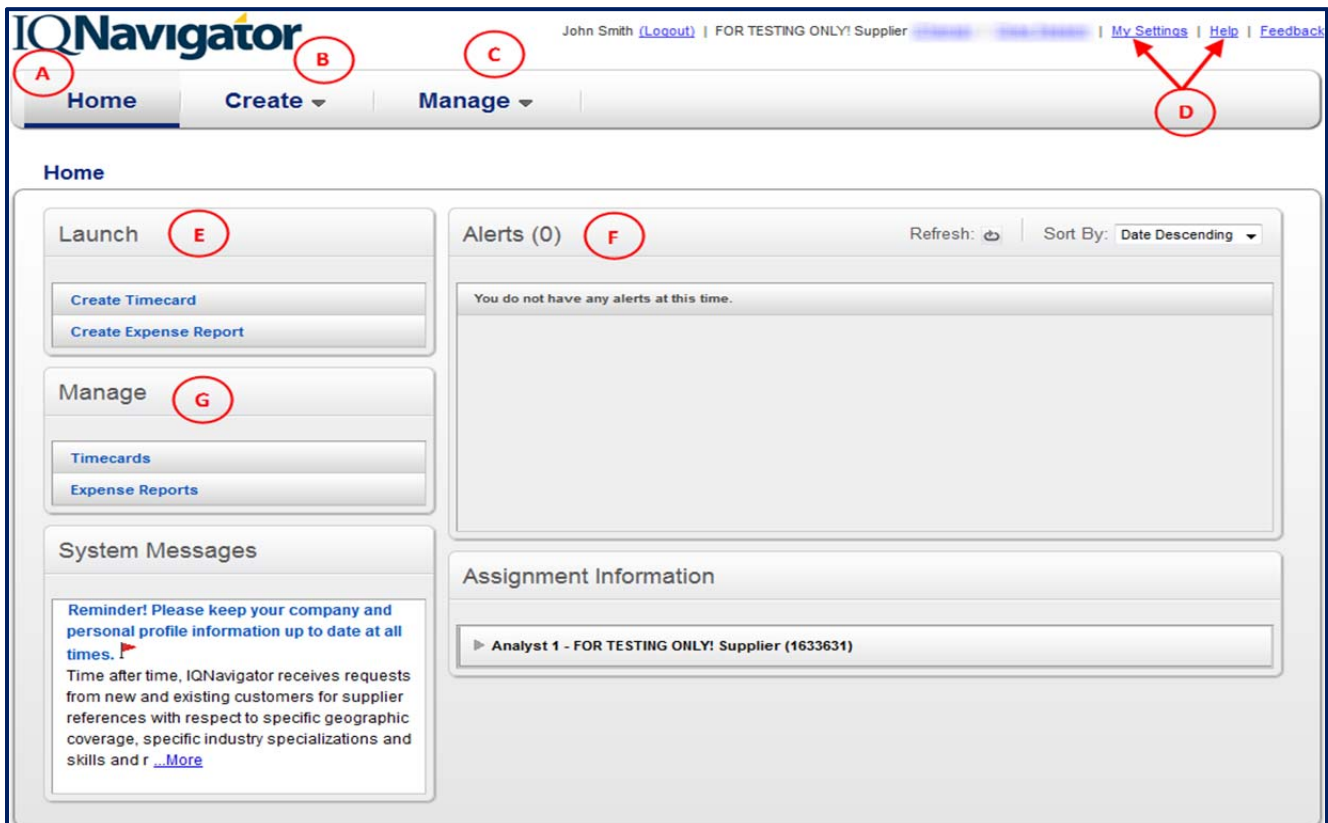 IQNavigator
John Smith (Logout) | FOR TESTING ONLY! Supplier | My Settings | Help | Feedback
A
B
C
D
Home Create Manage
Home
Launch E
Create Timecard
Create Expense Report
Manage G
Timecards
Expense Reports
System Messages
Reminder! Please keep your company and
personal profile information up to date at all
times.
Time after time, IQNavigator receives requests
from new and existing customers for supplier
references with respect to specific geographic
coverage, specific industry specializations and
skills and r ...More
Alerts (0) F Refresh: Sort By: Date Descending
You do not have any alerts at this time.
Assignment Information
Analyst 1 - FOR TESTING ONLY! Supplier (1633631)